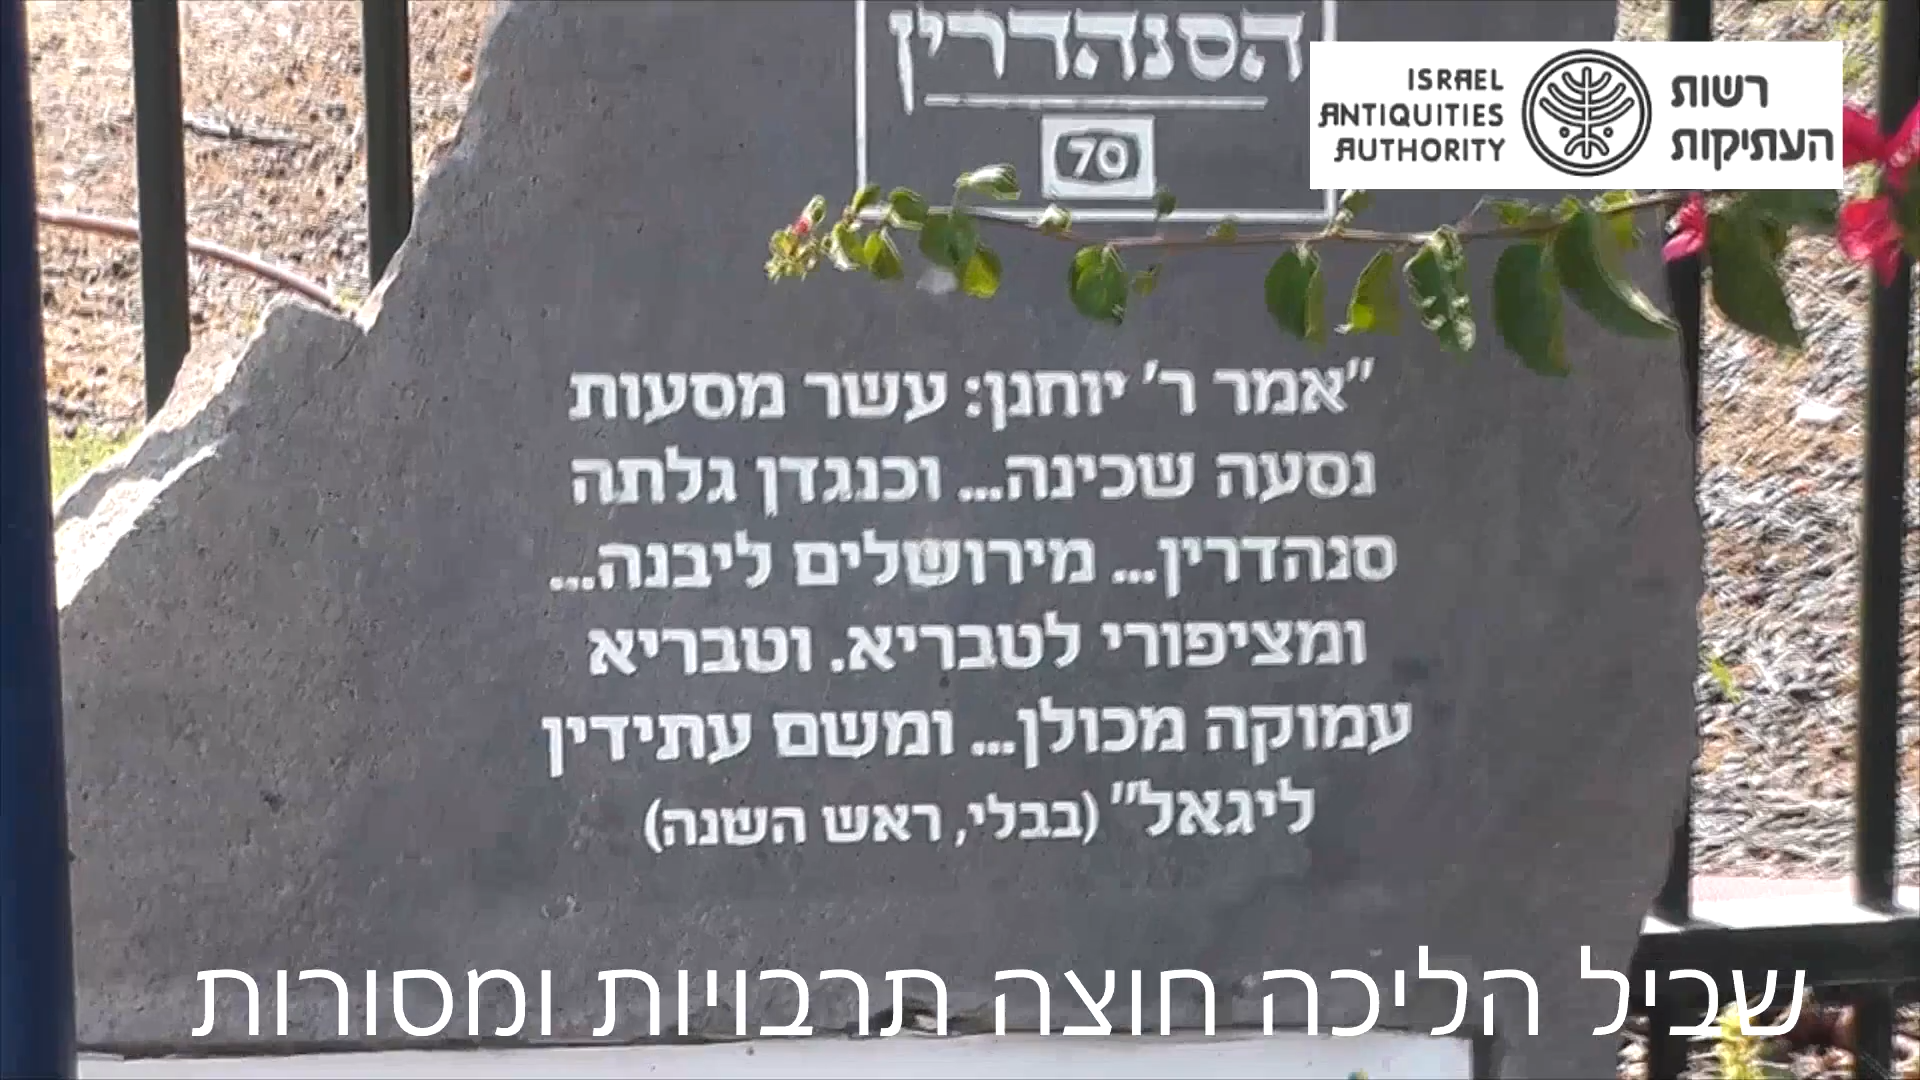 הסנהדרין
70
ISRAEL
ANTIQUITIES
AUTHORITY
רשות
העתיקות
"אמר ר' יוחנן: עשר מסעות
נסעה שכינה... וכנגדן גלתה
סנהדרין... מירושלים ליבנה...
ומציפורי לטבריא. וטבריא
עמוקה מכולן... ומשם עתידין
ליגאל" (בבלי, ראש השנה)
שביל הליכה חוצה תרבויות ומסורות